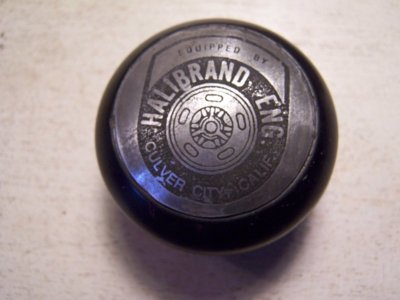 EQUIPPED BY
HALIBRAND ENG.
CULVER CITY, CALIF.